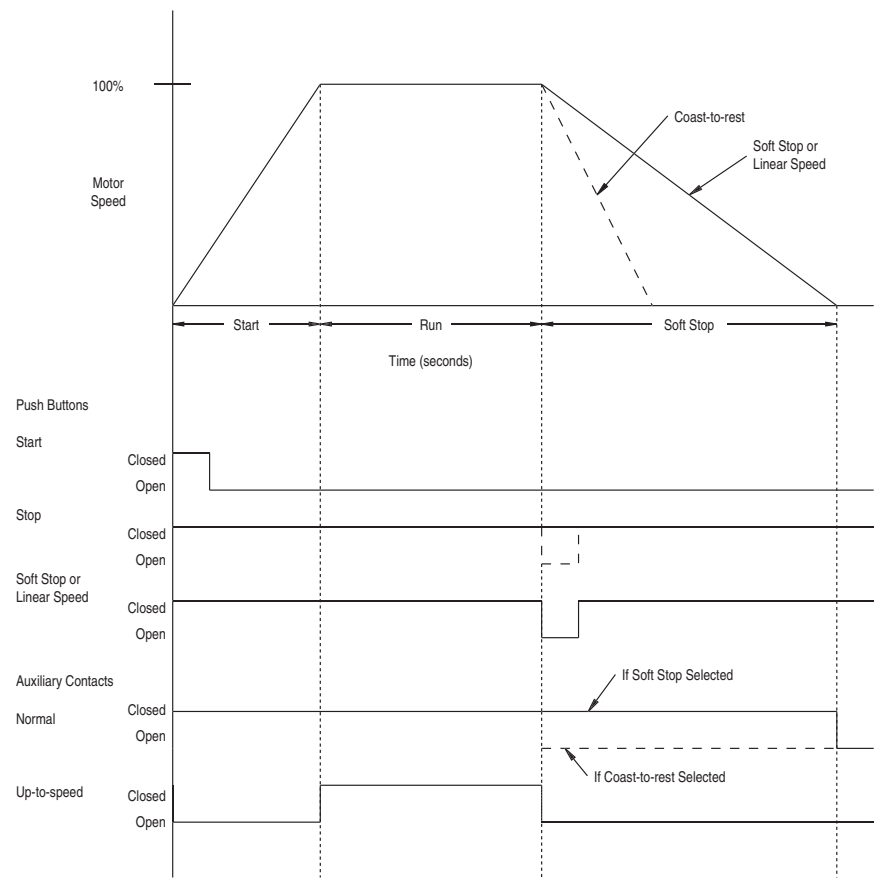 100%
Coast-to-rest
Soft Stop or
Linear Speed
Motor
Speed
Start
Run
Soft Stop
Time (seconds)
Push Buttons
Start
Closed
Open
Stop
Closed
Open
Soft Stop or
Linear Speed
Closed
Open
Auxiliary Contacts
If Soft Stop Selected
Normal
Closed
Open
If Coast-to-rest Selected
Up-to-speed
Closed
Open